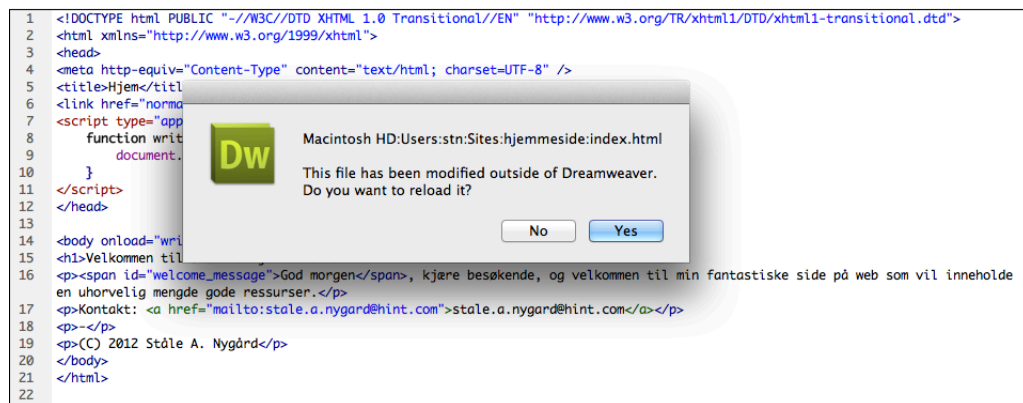 1 <!DOCTYPE html PUBLIC "-//W3C//DTD XHTML 1.0 Transitional//EN" "http://www.w3.org/TR/xhtml1/DTD/xhtml1-transitional.dtd">
2 <html xmlns="http://www.w3.org/1999/xhtml">
3 <head>
4 <meta http-equiv="Content-Type" content="text/html; charset=UTF-8" />
5 <title>Hjem</titl
6 <link href="norma
7 <script type="app
8 function writ
9 document.
10 }
11 </script>
12 </head>
13
14 <body onload="wri
15 <h1>Velkommen til
16 <p><span id="welcome_message">God morgen</span>, kjære besøkende, og velkommen til min fantastiske side på web som vil inneholde
en uhorvelig mengde gode ressurser.</p>
17 <p>Kontakt: <a href="mailto:stale.a.nygard@hint.com">stale.a.nygard@hint.com</a></p>
18 <p>-</p>
19 <p>(C) 2012 Ståle A. Nygård</p>
20 </body>
21 </html>
22
Dw
Macintosh HD:Users:stn:Sites:hjemmeside:index.html
This file has been modified outside of Dreamweaver.
Do you want to reload it?
No Yes